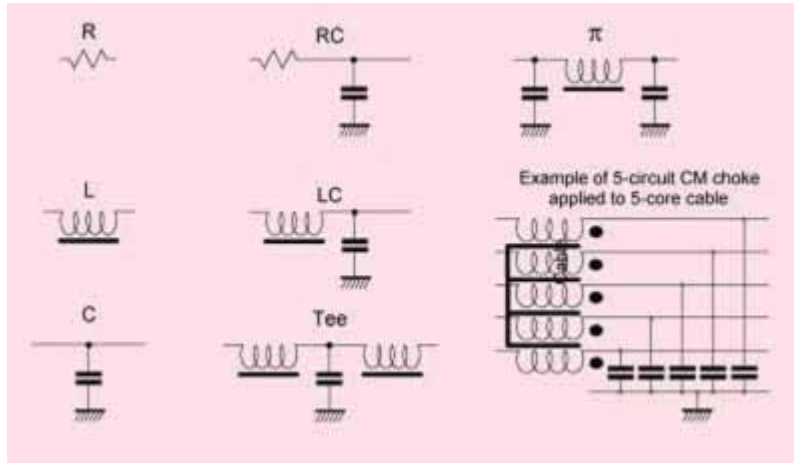 R
RC
π
L
LC
Example of 5-circuit CM choke
applied to 5-core cable
C
Tee